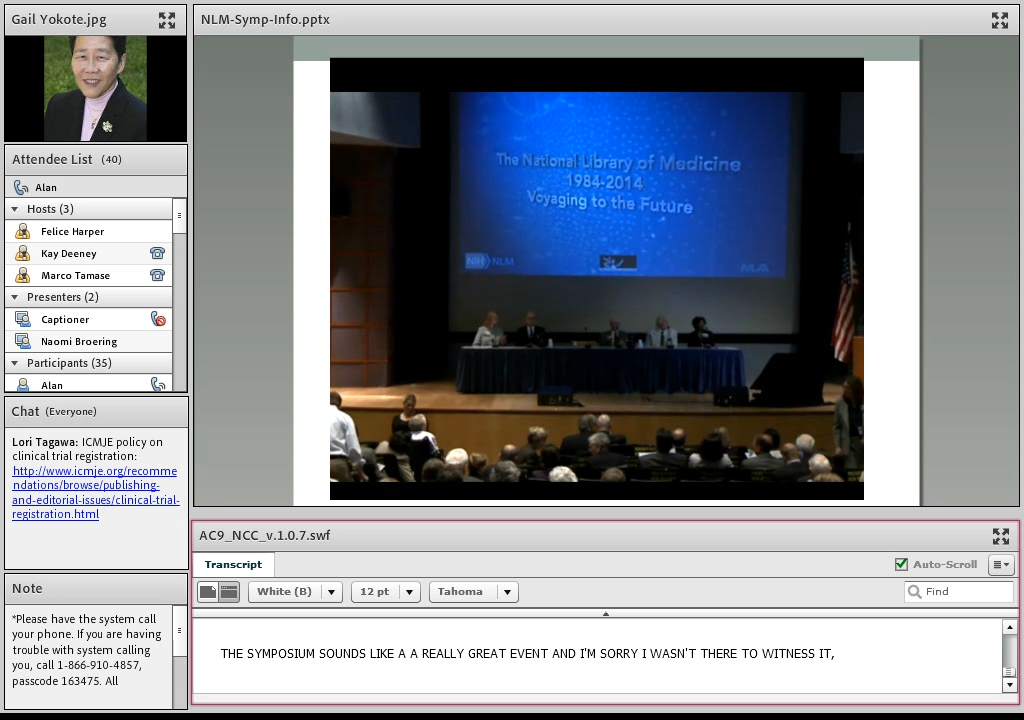 Gail Yokote.jpg
Attendee List (40)
Alan
Hosts (3)
Felice Harper
Kay Deeney
Marco Tamase
Presenters (2)
Captioner
Naomi Broering
Participants (35)
Alan
Chat (Everyone)
Lori Tagawa: ICMJE policy on
clinical trial registration:
http://www.icmje.org/recomme
ndations/browse/publishing-
and-editorial-issues/clinical-trial-
registration.html
Note
*Please have the system call
your phone. If you are having
trouble with system calling
you, call 1-866-910-4857,
passcode 163475. All
NLM-Symp-Info.pptx
The National Library of Medicine
1984-2014
Voyaging to the Future
NIH NLM
MLA
AC9_NCC_v.1.0.7.swf
Transcript
Auto-Scroll
White (B)
12 pt
Tahoma
Find
THE SYMPOSIUM SOUNDS LIKE A A REALLY GREAT EVENT AND I'M SORRY I WASN'T THERE TO WITNESS IT,